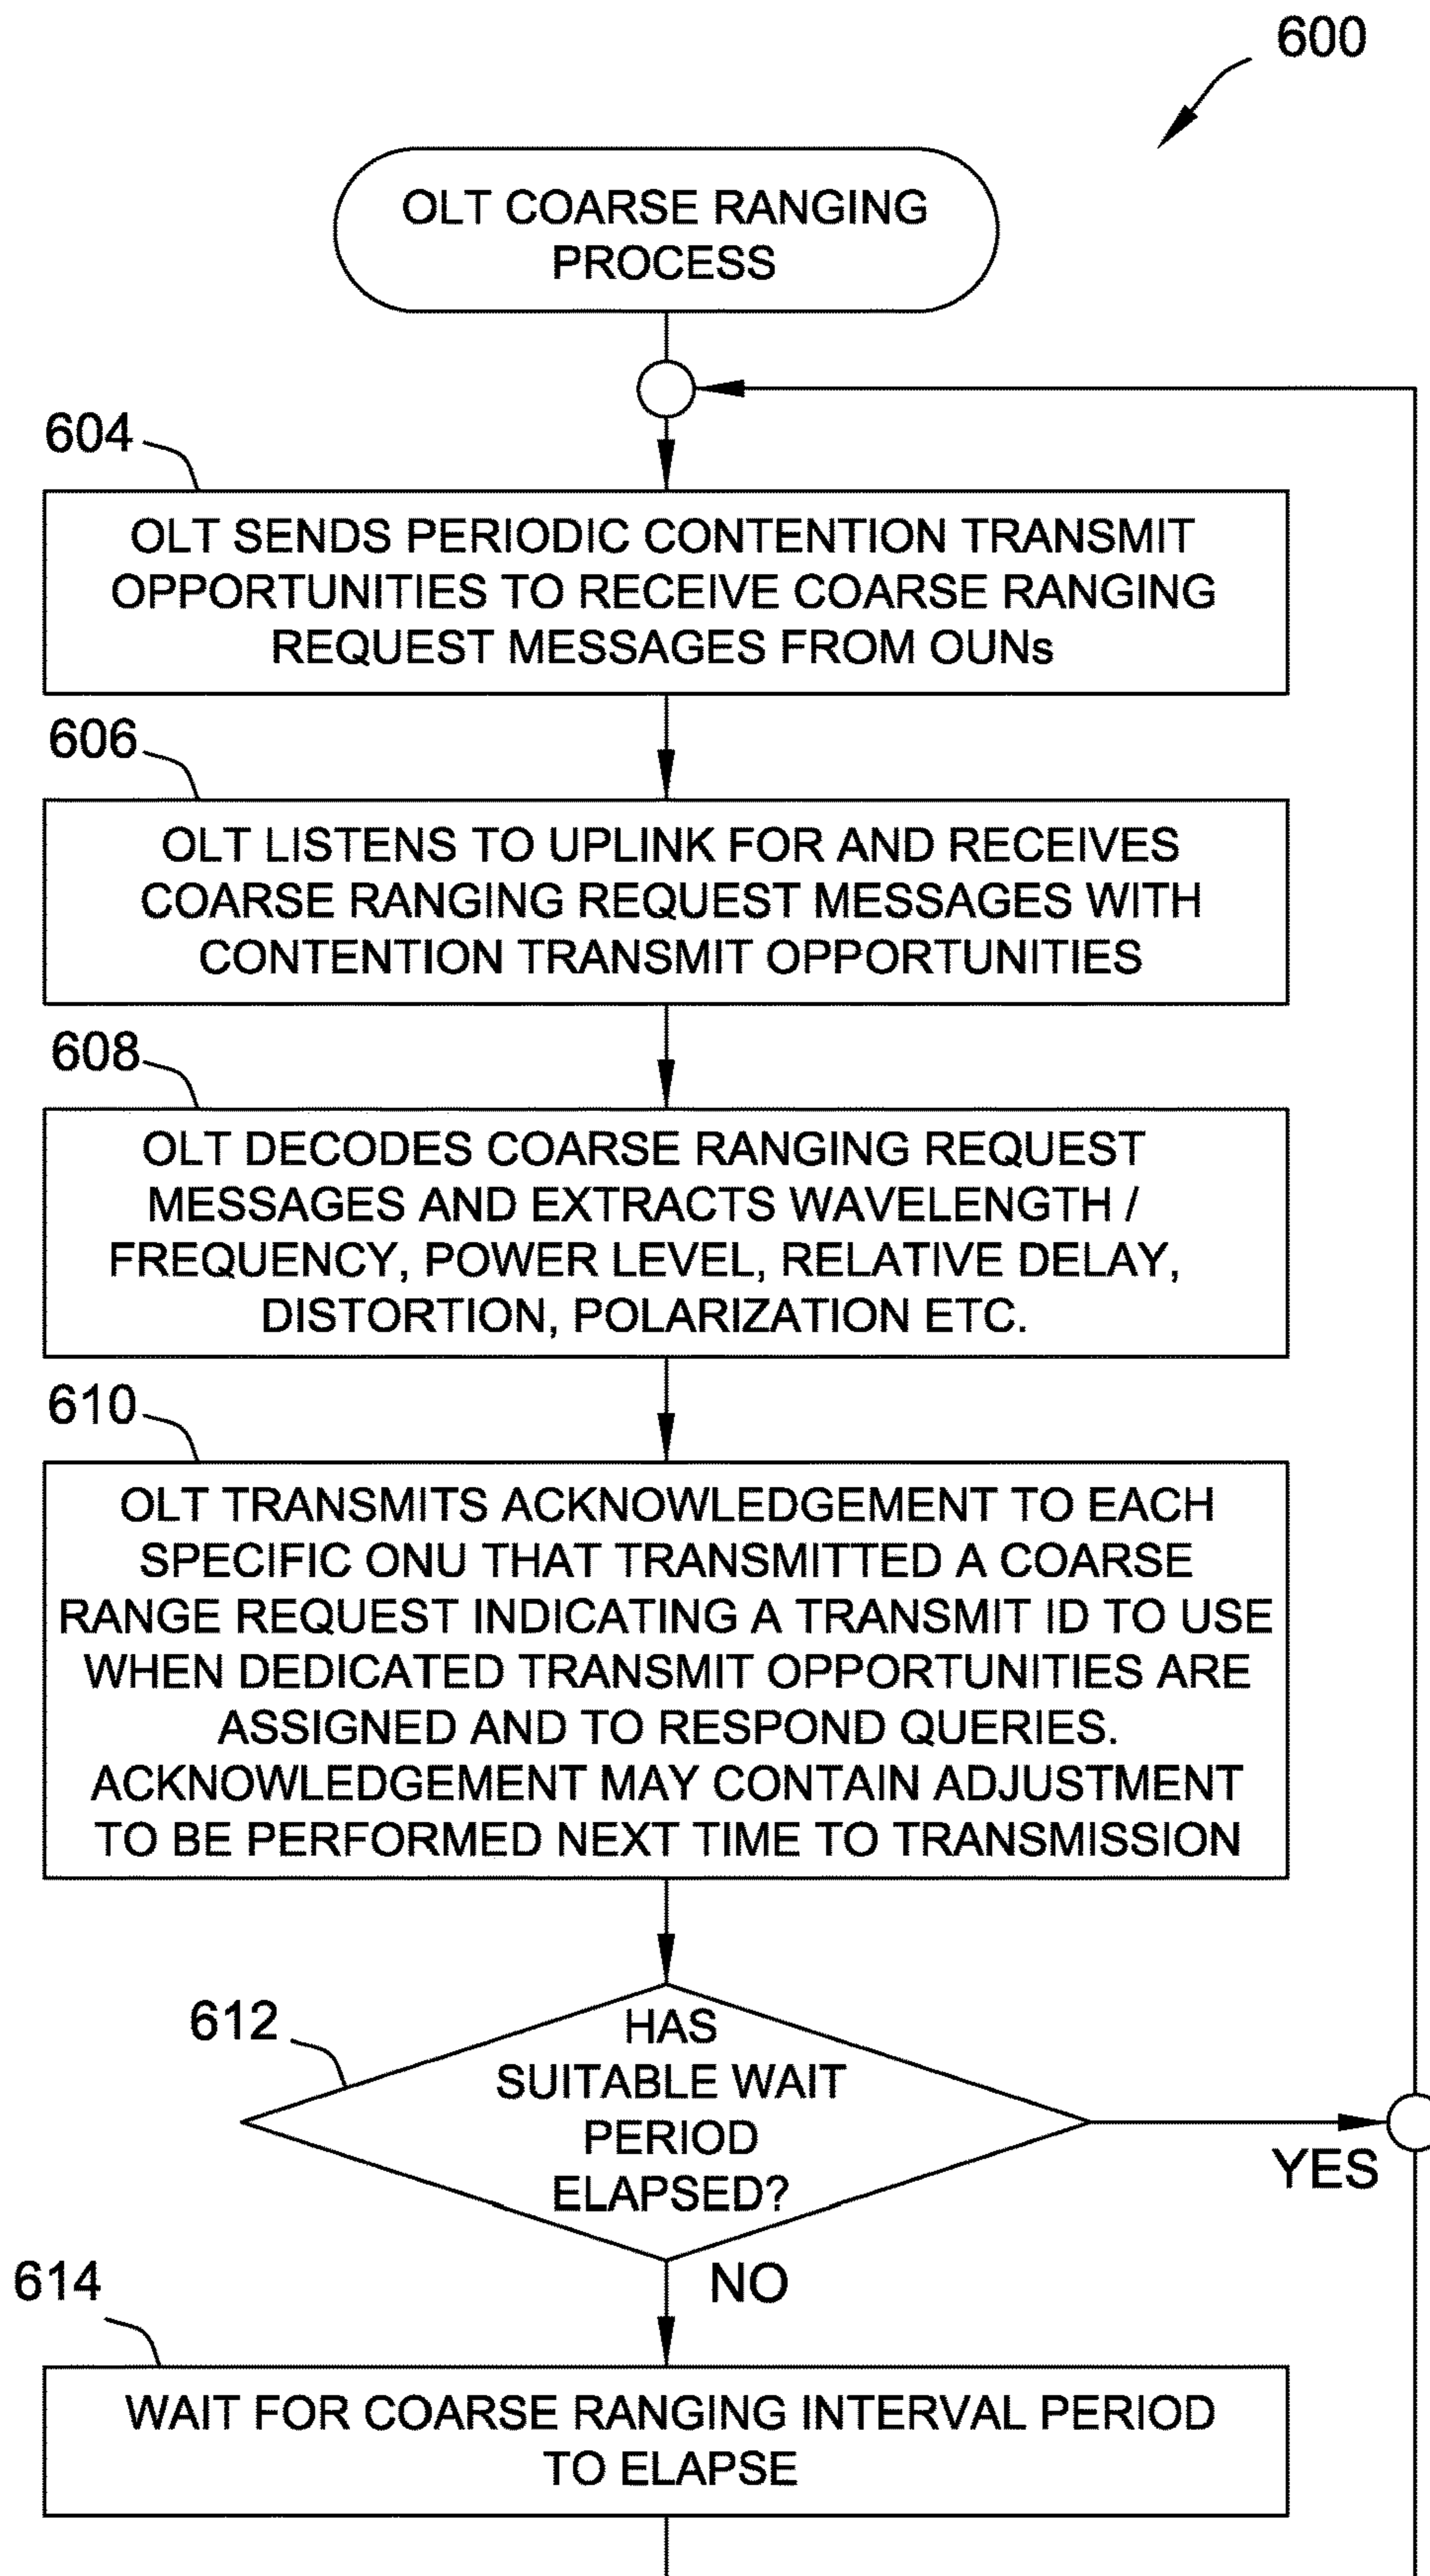 600
OLT COARSE RANGING
PROCESS
604
OLT SENDS PERIODIC CONTENTION TRANSMIT
OPPORTUNITIES TO RECEIVE COARSE RANGING
REQUEST MESSAGES FROM OUNs
606
OLT LISTENS TO UPLINK FOR AND RECEIVES
COARSE RANGING REQUEST MESSAGES WITH
CONTENTION TRANSMIT OPPORTUNITIES
608
OLT DECODES COARSE RANGING REQUEST
MESSAGES AND EXTRACTS WAVELENGTH /
FREQUENCY, POWER LEVEL, RELATIVE DELAY,
DISTORTION, POLARIZATION ETC.
610
OLT TRANSMITS ACKNOWLEDGEMENT TO EACH
SPECIFIC ONU THAT TRANSMITTED A COARSE
RANGE REQUEST INDICATING A TRANSMIT ID TO USE
WHEN DEDICATED TRANSMIT OPPORTUNITIES ARE
ASSIGNED AND TO RESPOND QUERIES.
ACKNOWLEDGEMENT MAY CONTAIN ADJUSTMENT
TO BE PERFORMED NEXT TIME TO TRANSMISSION
612
HAS
SUITABLE WAIT
PERIOD
ELAPSED?
YES
NO
614
WAIT FOR COARSE RANGING INTERVAL PERIOD
TO ELAPSE